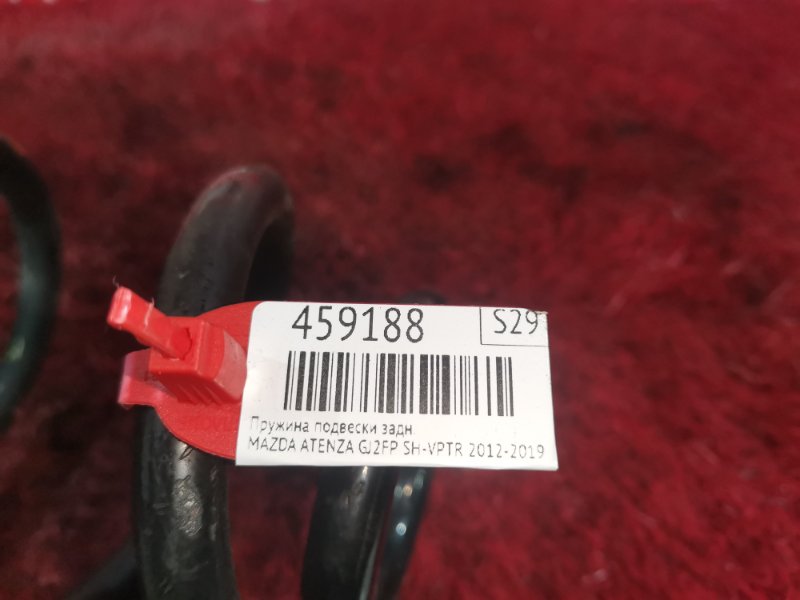 459188
S29
Пружина подвески задн.
MAZDA ATENZA GJ2FP SH-VPTR 2012-2019